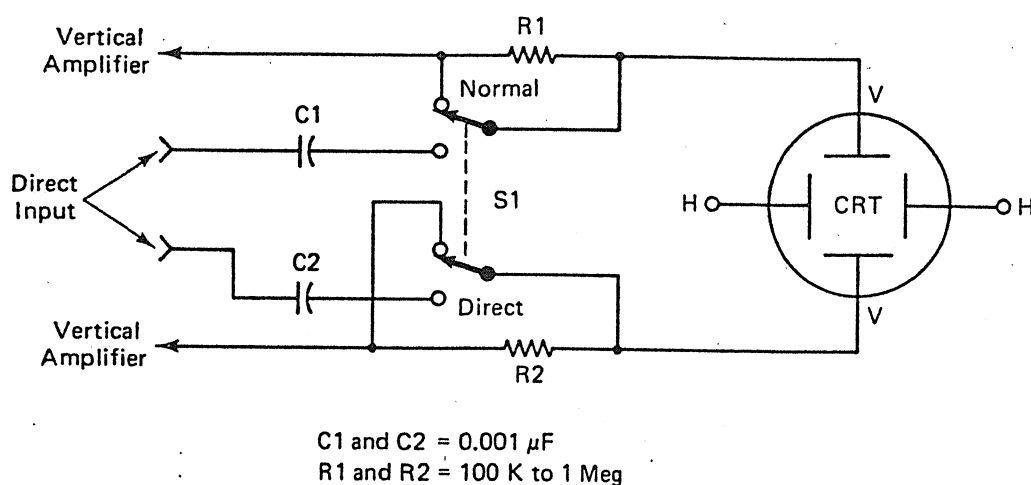 Vertical
Amplifier
R1
Normal
C1
V
Direct
Input
S1
H
CRT
H
C2
Direct
V
Vertical
Amplifier
R2
C1 and C2 = 0.001 µF
R1 and R2 = 100 K to 1 Meg